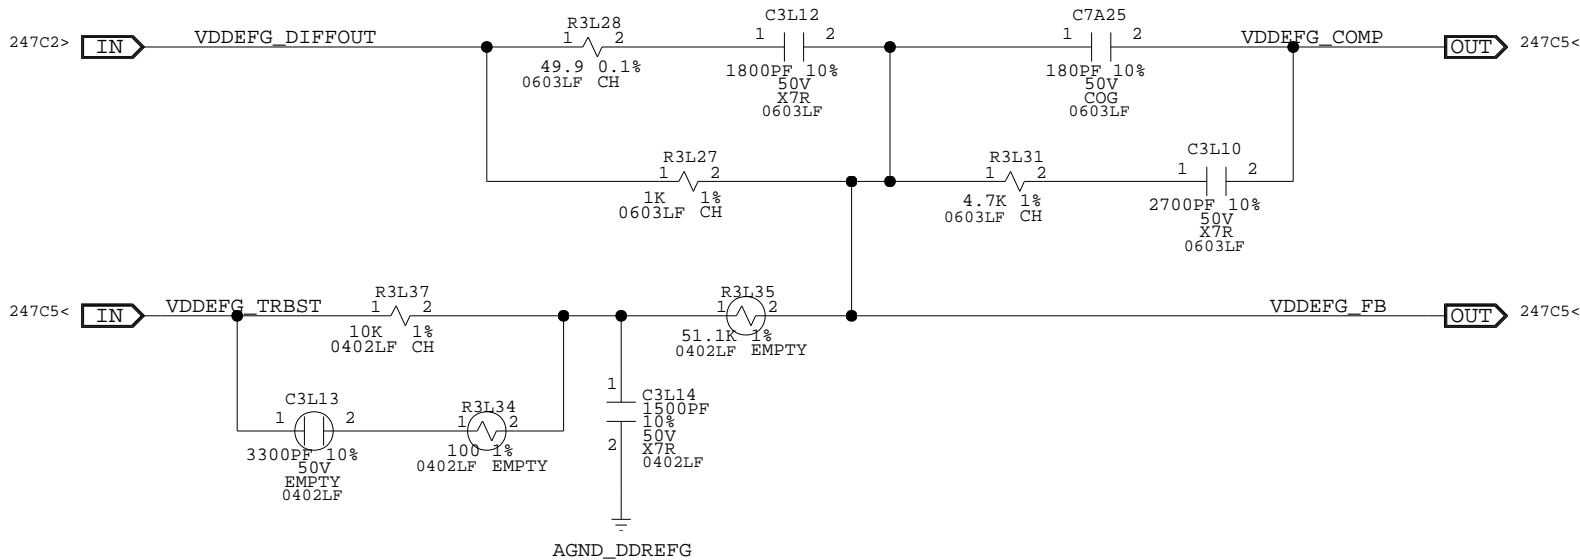 247C2> IN VDDEFG_DIFFOUT
R3L28
1 2
49.9 0.1%
0603LF CH
C3L12
1 2
1800PF 10%
50V
X7R
0603LF
C7A25
1 2
180PF 10%
50V
COG
0603LF
VDDEFG_COMP OUT 247C5<
R3L27
1 2
1K 1%
0603LF CH
R3L31
1 2
4.7K 1%
0603LF CH
C3L10
1 2
2700PF 10%
50V
X7R
0603LF
247C5< IN VDDEFG_TRBST
R3L37
1 2
10K 1%
0402LF CH
R3L35
1 2
51.1K 1%
0402LF EMPTY
VDDEFG_FB OUT 247C5<
C3L13
1 2
3300PF 10%
50V
EMPTY
0402LF
R3L34
1 2
100 1%
0402LF EMPTY
1
C3L14
1500PF
10%
50V
2
X7R
0402LF
AGND_DDREFG